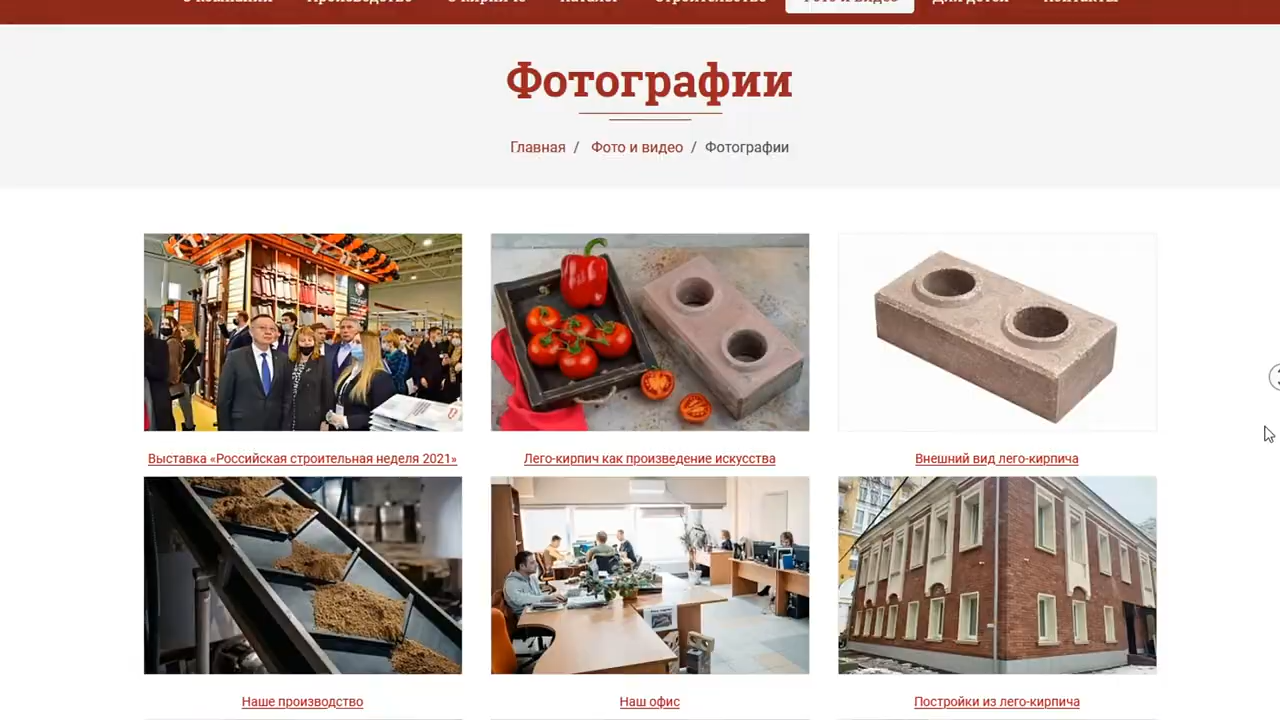 Фотографии
Главная / Фото и видео / Фотографии
Выставка «Российская строительная неделя 2021»
Лего-кирпич как произведение искусства
Внешний вид лего-кирпича
Наше производство
Наш офис
Постройки из лего-кирпича